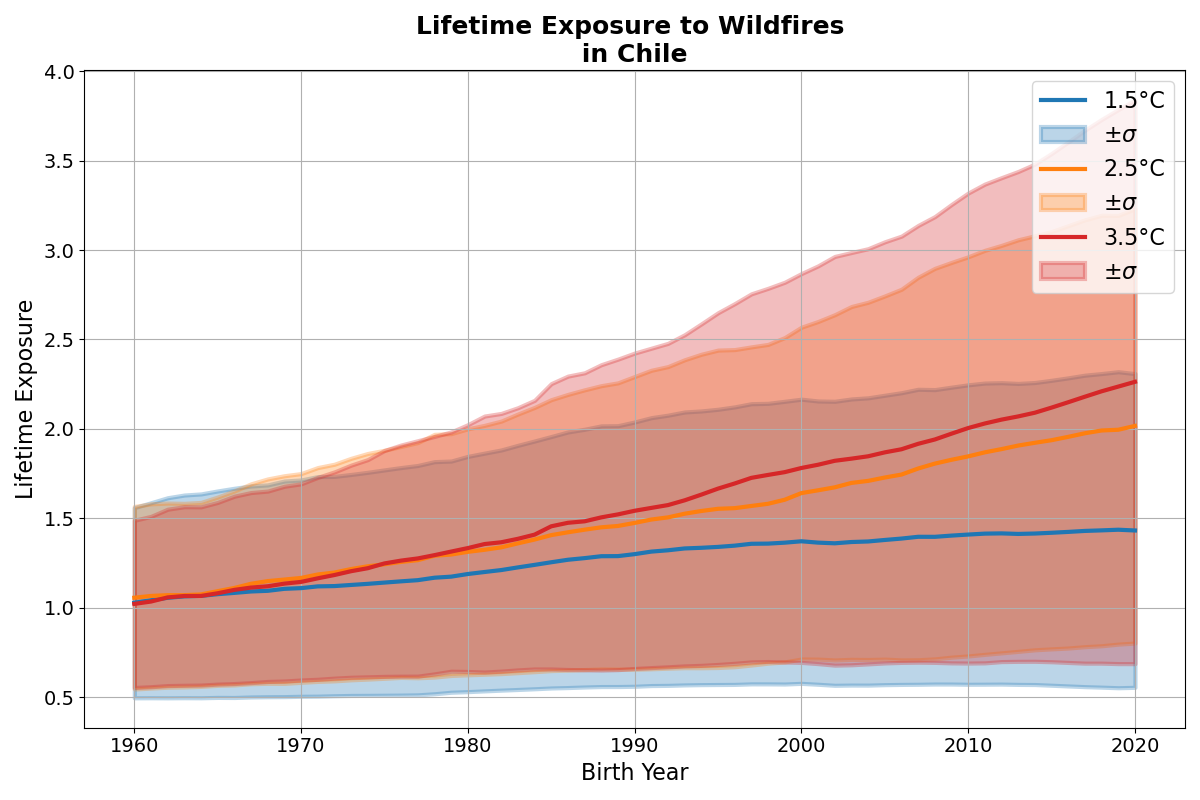 Lifetime Exposure to Wildfires
in Chile
Lifetime Exposure
4.0
3.5
3.0
2.5
2.0
1.5
1.0
0.5
1960 1970 1980 1990 2000 2010 2020
Birth Year
1.5°C
±σ
2.5°C
±σ
3.5°C
±σ